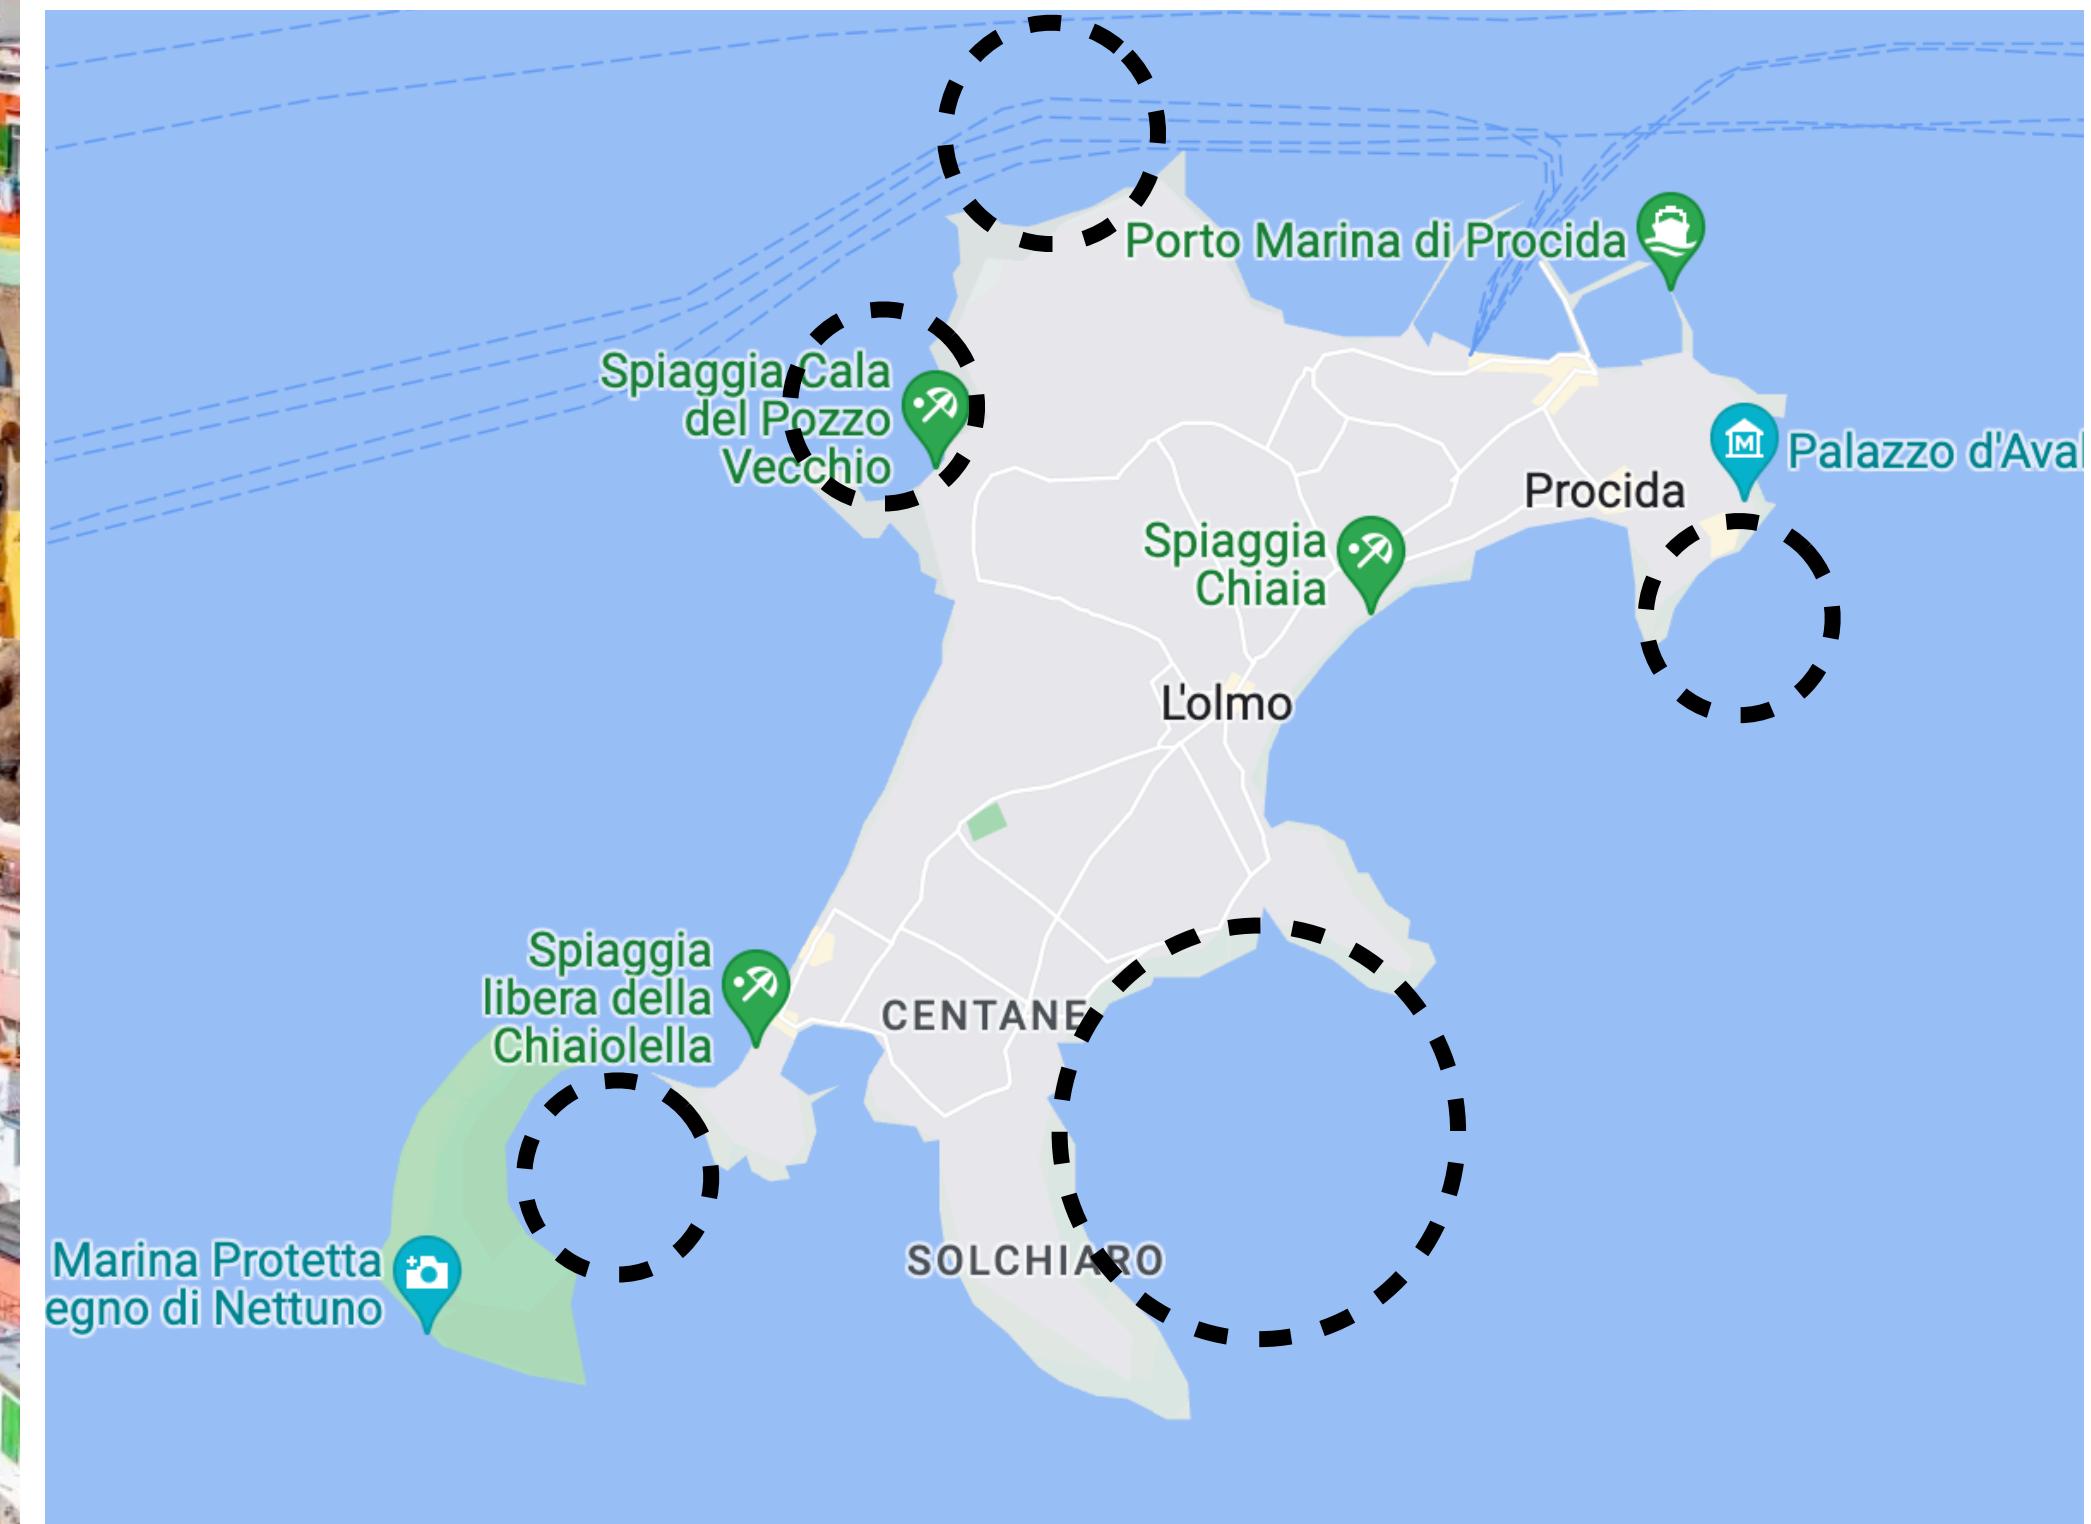 Porto Marina di Procida
Spiaggia Cala
del Pozzo
Vecchio
Palazzo d'Aval
Procida
Spiaggia
Chiaia
L'olmo
Spiaggia
libera della
Chiaiolella
CENTANE
Marina Protetta
egno di Nettuno
SOLCHIARO